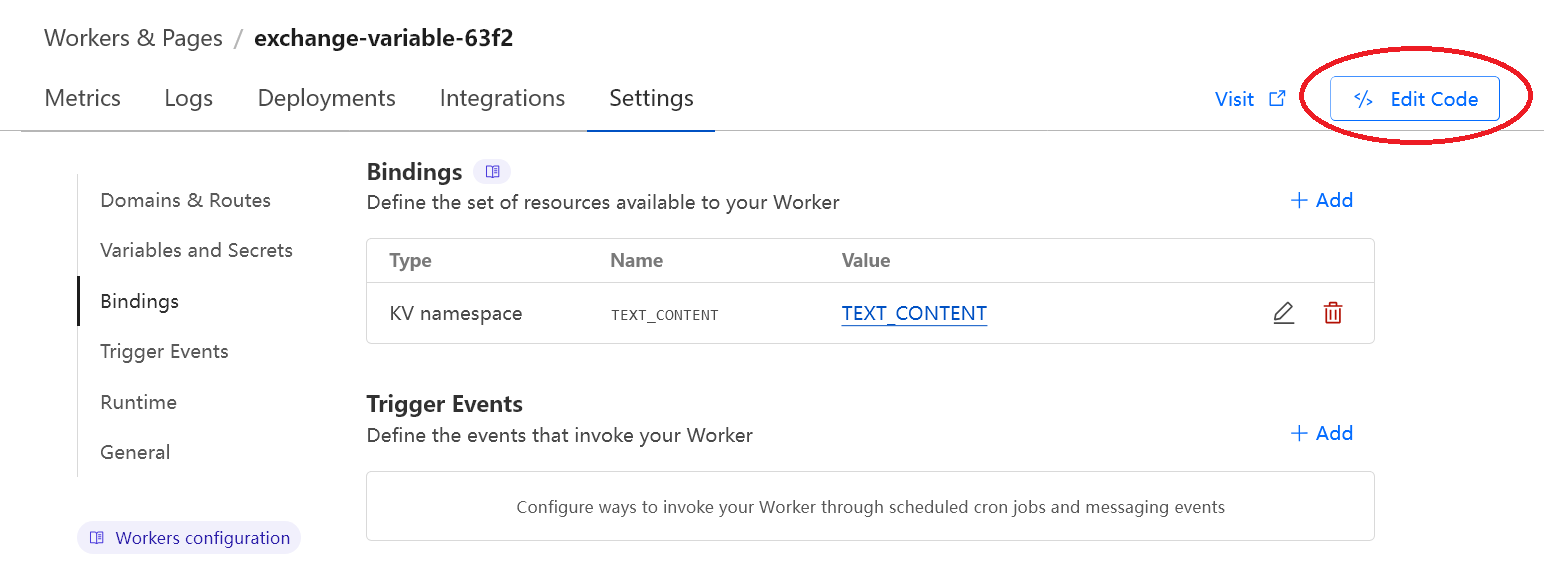 Workers & Pages / exchange-variable-63f2
Metrics Logs Deployments Integrations Settings Visit </> Edit Code
Domains & Routes
Variables and Secrets
Bindings
Trigger Events
Runtime
General
Workers configuration
Bindings
Define the set of resources available to your Worker
+ Add
Type Name Value
KV namespace TEXT_CONTENT TEXT_CONTENT
Trigger Events
Define the events that invoke your Worker
+ Add
Configure ways to invoke your Worker through scheduled cron jobs and messaging events